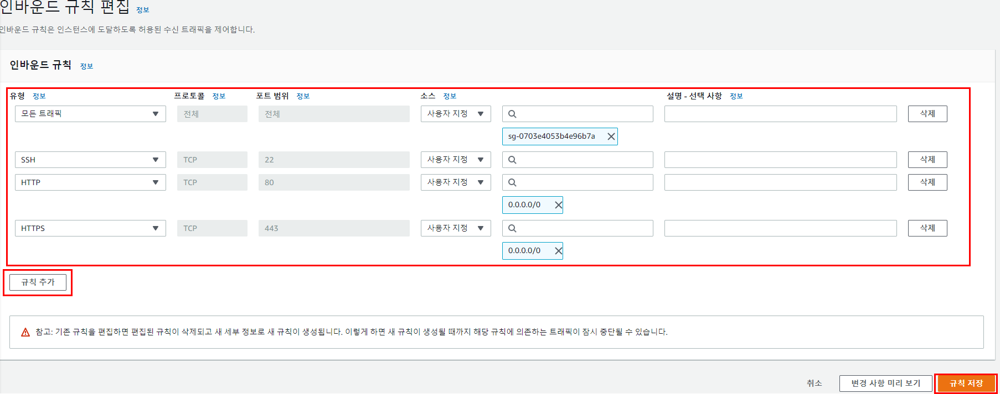 인바운드 규칙 편집 정보
인바운드 규칙은 인스턴스에 도달하도록 허용된 수신 트래픽을 제어합니다.
인바운드 규칙 정보
유형 정보 프로토콜 정보 포트 범위 정보 소스 정보 설명 - 선택 사항 정보
모든 트래픽 전체 전체 사용자 지정 삭제
sg-0703e4053b4e96b7a
SSH TCP 22 사용자 지정 삭제
HTTP TCP 80 사용자 지정 삭제
0.0.0.0/0
HTTPS TCP 443 사용자 지정 삭제
0.0.0.0/0
규칙 추가
참고: 기존 규칙을 편집하면 편집된 규칙이 삭제되고 새 세부 정보로 새 규칙이 생성됩니다. 이렇게 하면 새 규칙이 생성될 때까지 해당 규칙에 의존하는 트래픽이 잠시 중단될 수 있습니다.
취소 변경 사항 미리 보기 규칙 저장